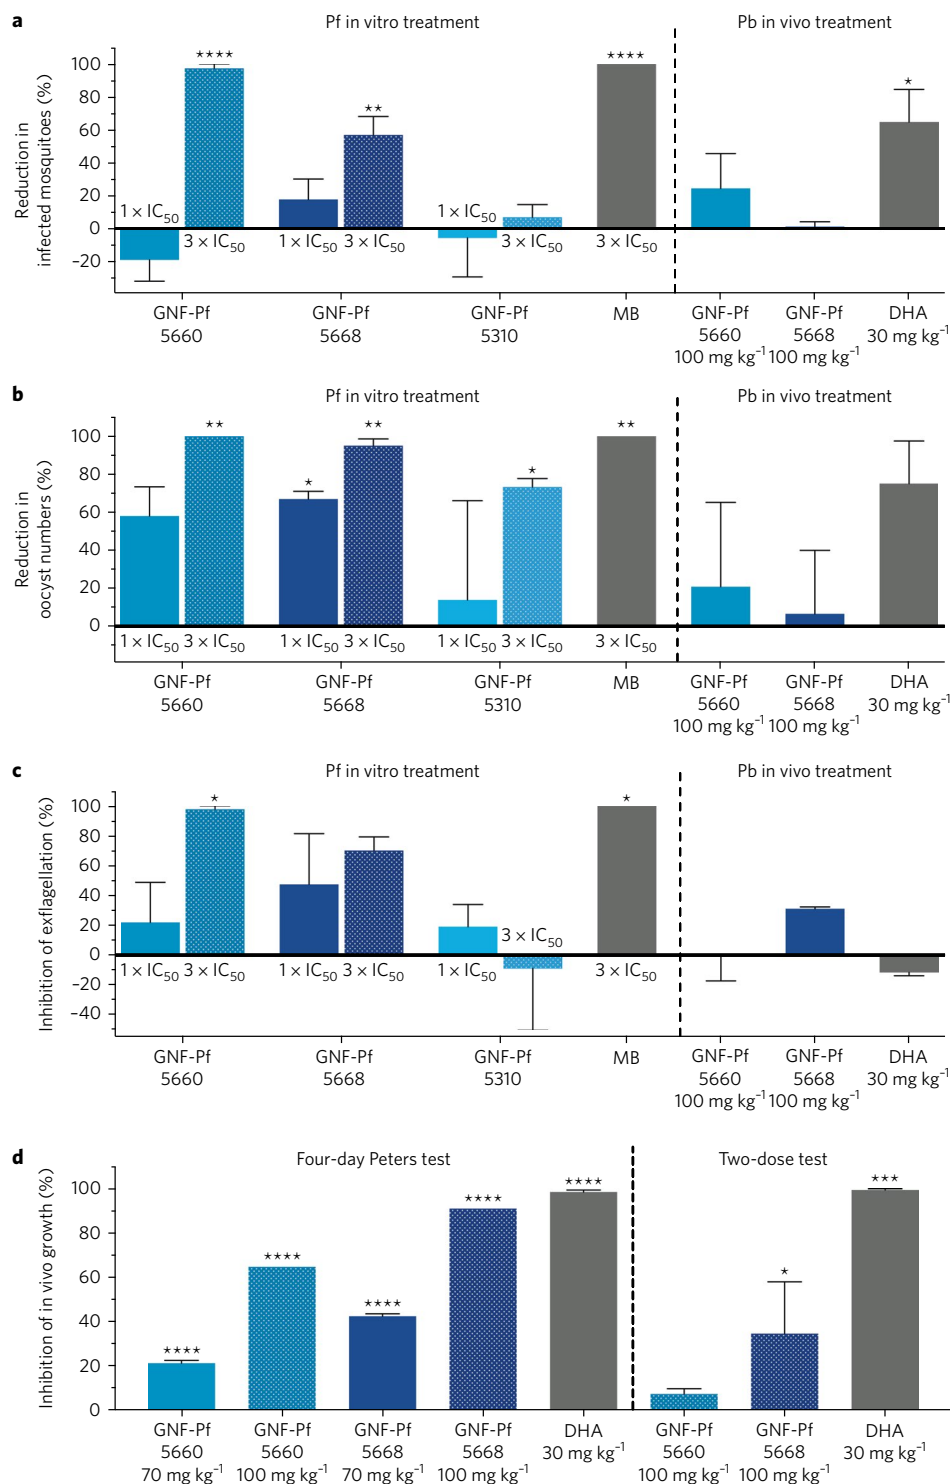 a
Pf in vitro treatment
Pb in vivo treatment
Reduction in
infected mosquitoes (%)
100
80
60
40
20
0
−20
****
**
****
*
1 × IC50
3 × IC50
1 × IC50
3 × IC50
1 × IC50
3 × IC50
3 × IC50
GNF-Pf
5660
GNF-Pf
5668
GNF-Pf
5310
MB
GNF-Pf
5660
100 mg kg−1
GNF-Pf
5668
100 mg kg−1
DHA
30 mg kg−1
b
Pf in vitro treatment
Pb in vivo treatment
Reduction in
oocyst numbers (%)
100
80
60
40
20
0
**
*
**
*
**
1 × IC50
3 × IC50
1 × IC50
3 × IC50
1 × IC50
3 × IC50
3 × IC50
GNF-Pf
5660
GNF-Pf
5668
GNF-Pf
5310
MB
GNF-Pf
5660
100 mg kg−1
GNF-Pf
5668
100 mg kg−1
DHA
30 mg kg−1
c
Pf in vitro treatment
Pb in vivo treatment
Inhibition of exflagellation (%)
100
80
60
40
20
0
−20
−40
*
*
1 × IC50
3 × IC50
1 × IC50
3 × IC50
1 × IC50
3 × IC50
3 × IC50
GNF-Pf
5660
GNF-Pf
5668
GNF-Pf
5310
MB
GNF-Pf
5660
100 mg kg−1
GNF-Pf
5668
100 mg kg−1
DHA
30 mg kg−1
d
Four-day Peters test
Two-dose test
Inhibition of in vivo growth (%)
100
80
60
40
20
0
****
****
****
****
****
*
***
GNF-Pf
5660
70 mg kg−1
GNF-Pf
5660
100 mg kg−1
GNF-Pf
5668
70 mg kg−1
GNF-Pf
5668
100 mg kg−1
DHA
30 mg kg−1
GNF-Pf
5660
100 mg kg−1
GNF-Pf
5668
100 mg kg−1
DHA
30 mg kg−1